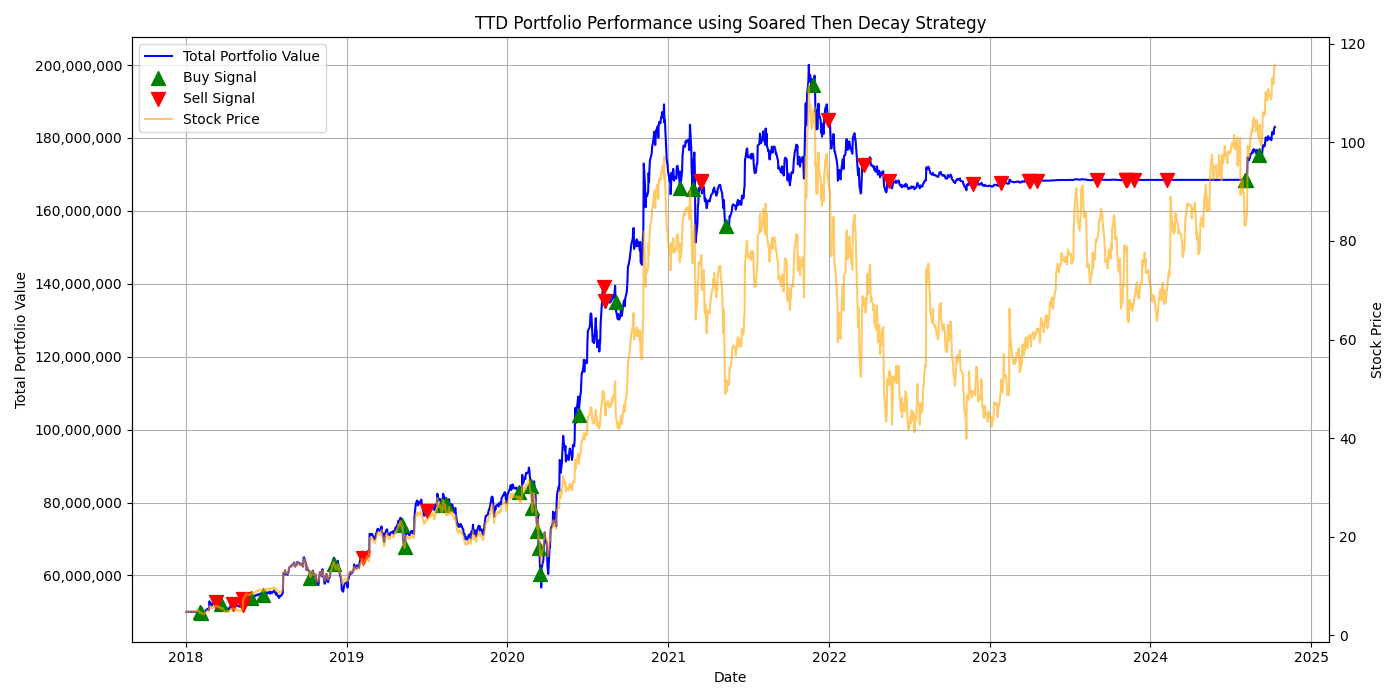 TTD Portfolio Performance using Soared Then Decay Strategy
Total Portfolio Value
Buy Signal
Sell Signal
Stock Price
200,000,000
180,000,000
160,000,000
140,000,000
120,000,000
100,000,000
80,000,000
60,000,000
Total Portfolio Value
120
100
80
60
40
20
0
Stock Price
2018
2019
2020
2021
2022
2023
2024
2025
Date